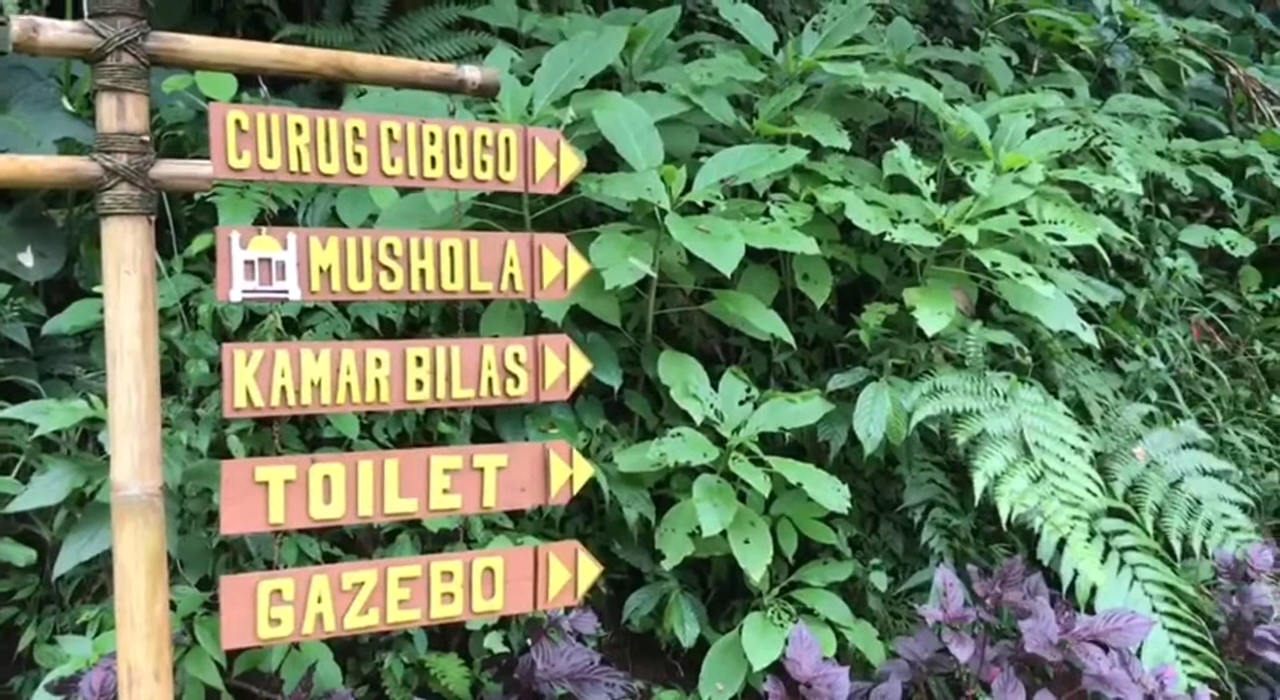 CURUG CIBOGO
MUSHOLA
KAMAR BILAS
TOILET
GAZEBO